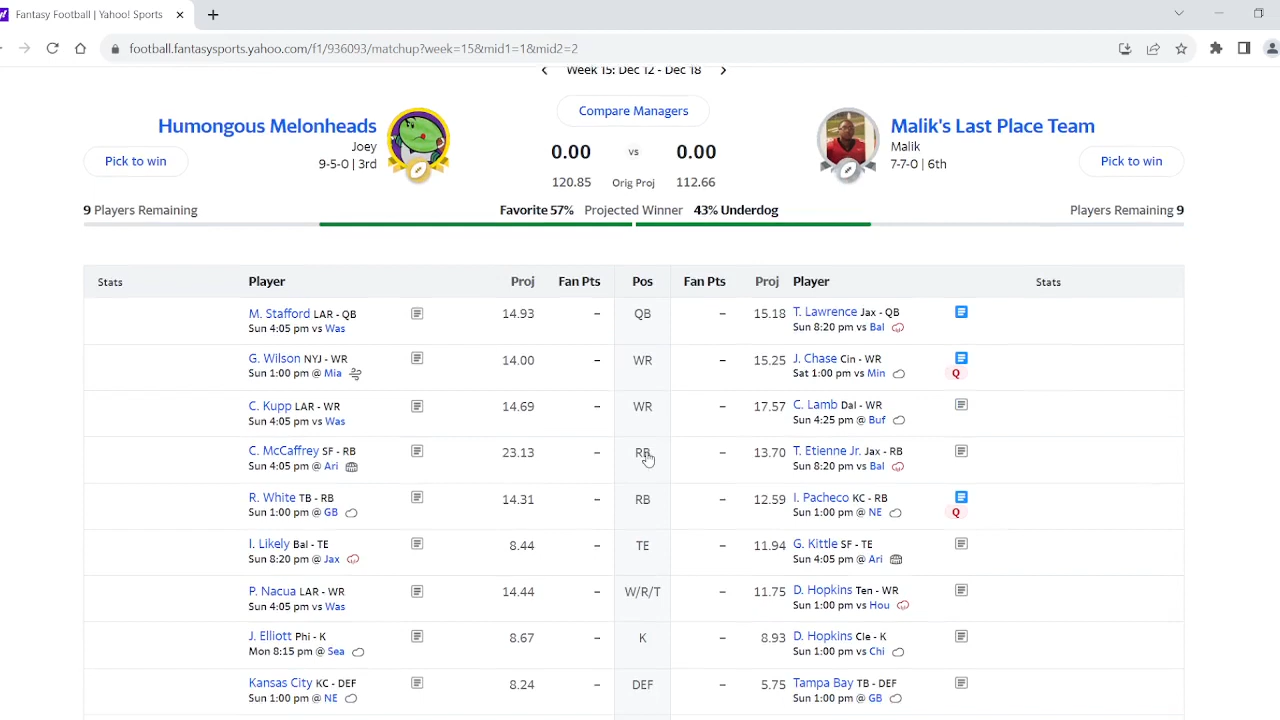 Fantasy Football | Yahoo! Sports
football.fantasysports.yahoo.com/f1/936093/matchup?week=15&mid1=1&mid2=2
Week 15: Dec 12 - Dec 18
Compare Managers
Humongous Melonheads
Joey
9-5-0 | 3rd
Pick to win
0.00 vs 0.00
120.85 Orig Proj 112.66
Malik's Last Place Team
Malik
7-7-0 | 6th
Pick to win
9 Players Remaining Favorite 57% Projected Winner 43% Underdog Players Remaining 9
Stats Player Proj Fan Pts Pos Fan Pts Proj Player Stats
M. Stafford LAR - QB 14.93 – QB – 15.18 T. Lawrence Jax - QB
Sun 4:05 pm vs Was Sun 8:20 pm vs Bal
G. Wilson NYJ - WR 14.00 – WR – 15.25 J. Chase Cin - WR
Sun 1:00 pm @ Mia Sat 1:00 pm vs Min Q
C. Kupp LAR - WR 14.69 – WR – 17.57 C. Lamb Dal - WR
Sun 4:05 pm vs Was Sun 4:25 pm @ Buf
C. McCaffrey SF - RB 23.13 – RB – 13.70 T. Etienne Jr. Jax - RB
Sun 4:05 pm @ Ari Sun 8:20 pm vs Bal
R. White TB - RB 14.31 – RB – 12.59 I. Pacheco KC - RB
Sun 1:00 pm @ GB Sun 1:00 pm @ NE Q
I. Likely Bal - TE 8.44 – TE – 11.94 G. Kittle SF - TE
Sun 8:20 pm @ Jax Sun 4:05 pm @ Ari
P. Nacua LAR - WR 14.44 – W/R/T – 11.75 D. Hopkins Ten - WR
Sun 4:05 pm vs Was Sun 1:00 pm vs Hou
J. Elliott Phi - K 8.67 – K – 8.93 D. Hopkins Cle - K
Mon 8:15 pm @ Sea Sun 1:00 pm vs Chi
Kansas City KC - DEF 8.24 – DEF – 5.75 Tampa Bay TB - DEF
Sun 1:00 pm @ NE Sun 1:00 pm @ GB